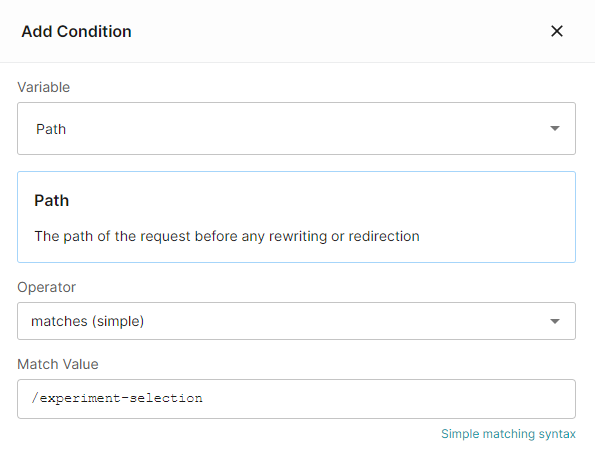 Add Condition
Variable
Path
Path
The path of the request before any rewriting or redirection
Operator
matches (simple)
Match Value
/experiment-selection
Simple matching syntax